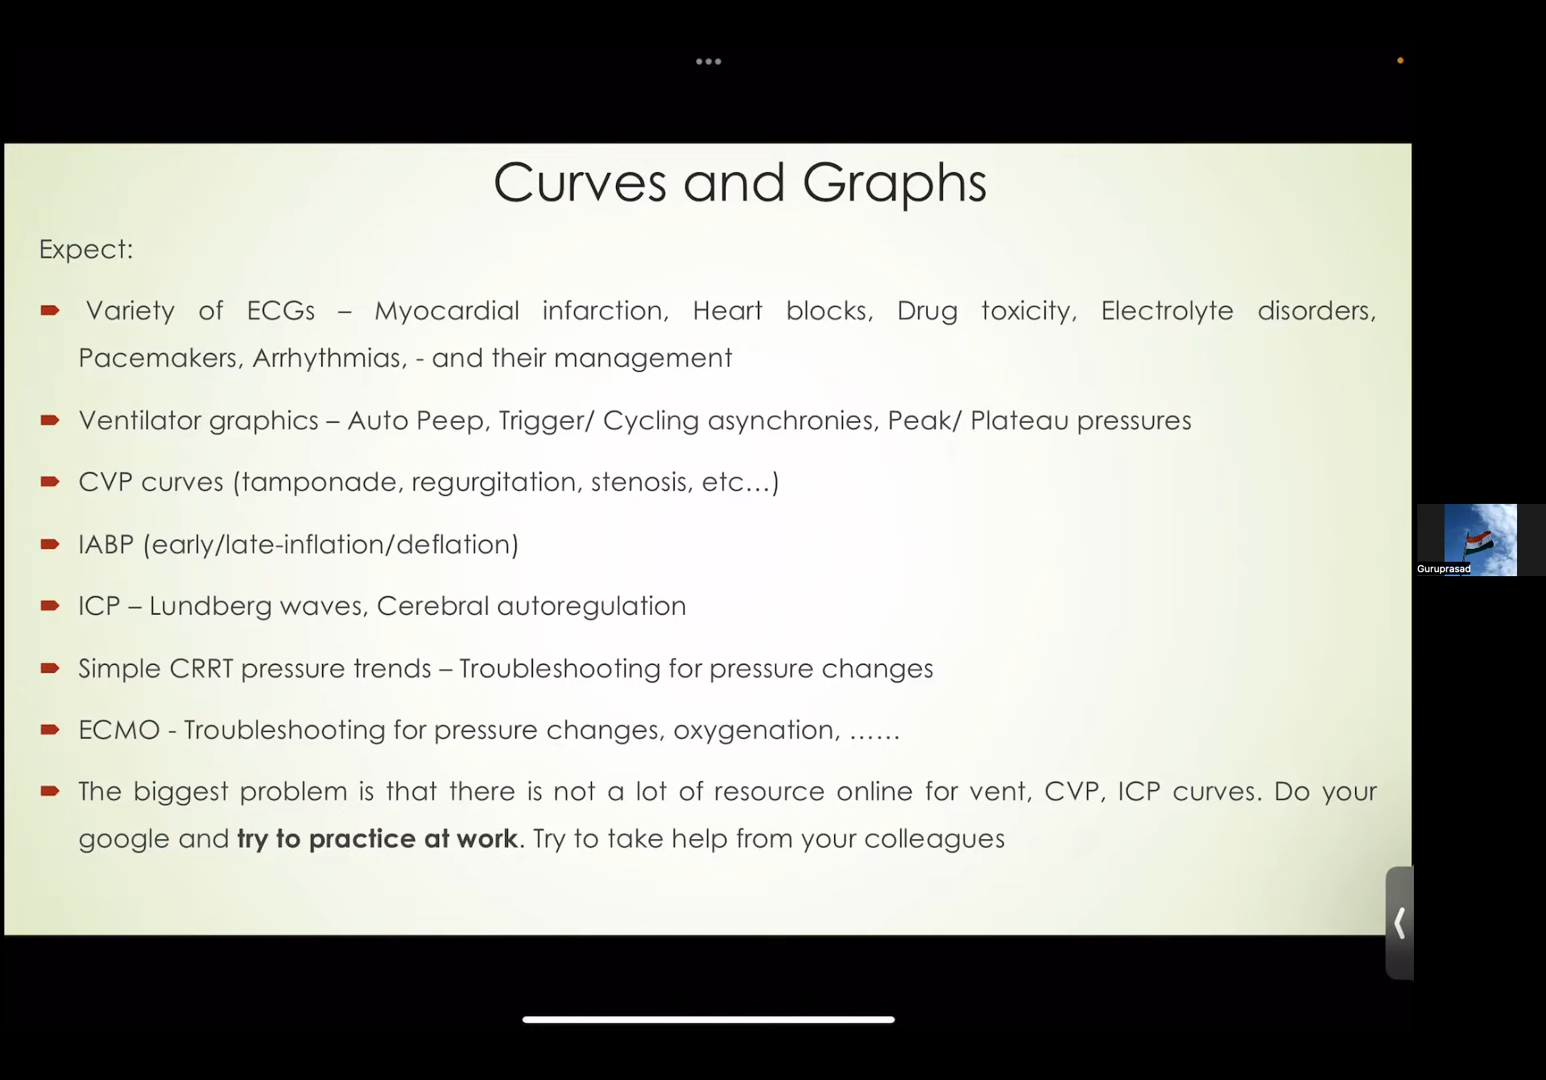 Curves and Graphs
Expect:
Variety of ECGs – Myocardial infarction, Heart blocks, Drug toxicity, Electrolyte disorders,
Pacemakers, Arrhythmias, - and their management
Ventilator graphics – Auto Peep, Trigger/ Cycling asynchronies, Peak/ Plateau pressures
CVP curves (tamponade, regurgitation, stenosis, etc...)
IABP (early/late-inflation/deflation)
ICP – Lundberg waves, Cerebral autoregulation
Simple CRRT pressure trends – Troubleshooting for pressure changes
ECMO - Troubleshooting for pressure changes, oxygenation, ……
The biggest problem is that there is not a lot of resource online for vent, CVP, ICP curves. Do your
google and try to practice at work. Try to take help from your colleagues
Guruprasad